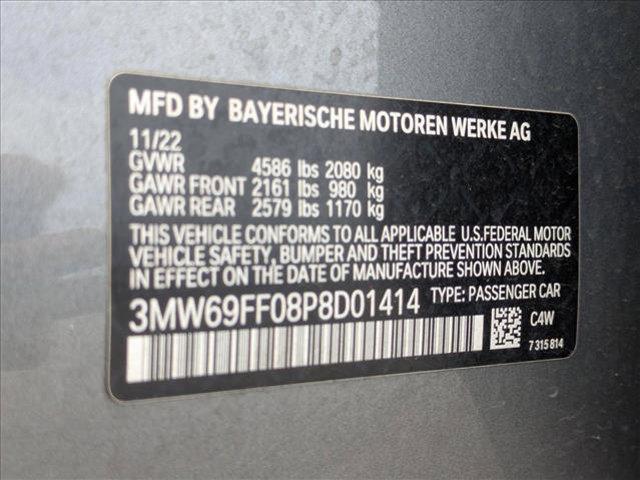 MFD BY BAYERISCHE MOTOREN WERKE AG
11/22
GVWR 4586 lbs 2080 kg
GAWR FRONT 2161 lbs 980 kg
GAWR REAR 2579 lbs 1170 kg
THIS VEHICLE CONFORMS TO ALL APPLICABLE U.S.FEDERAL MOTOR
VEHICLE SAFETY, BUMPER AND THEFT PREVENTION STANDARDS
IN EFFECT ON THE DATE OF MANUFACTURE SHOWN ABOVE.
3MW69FF08P8D01414 TYPE: PASSENGER CAR
C4W
7 315 814